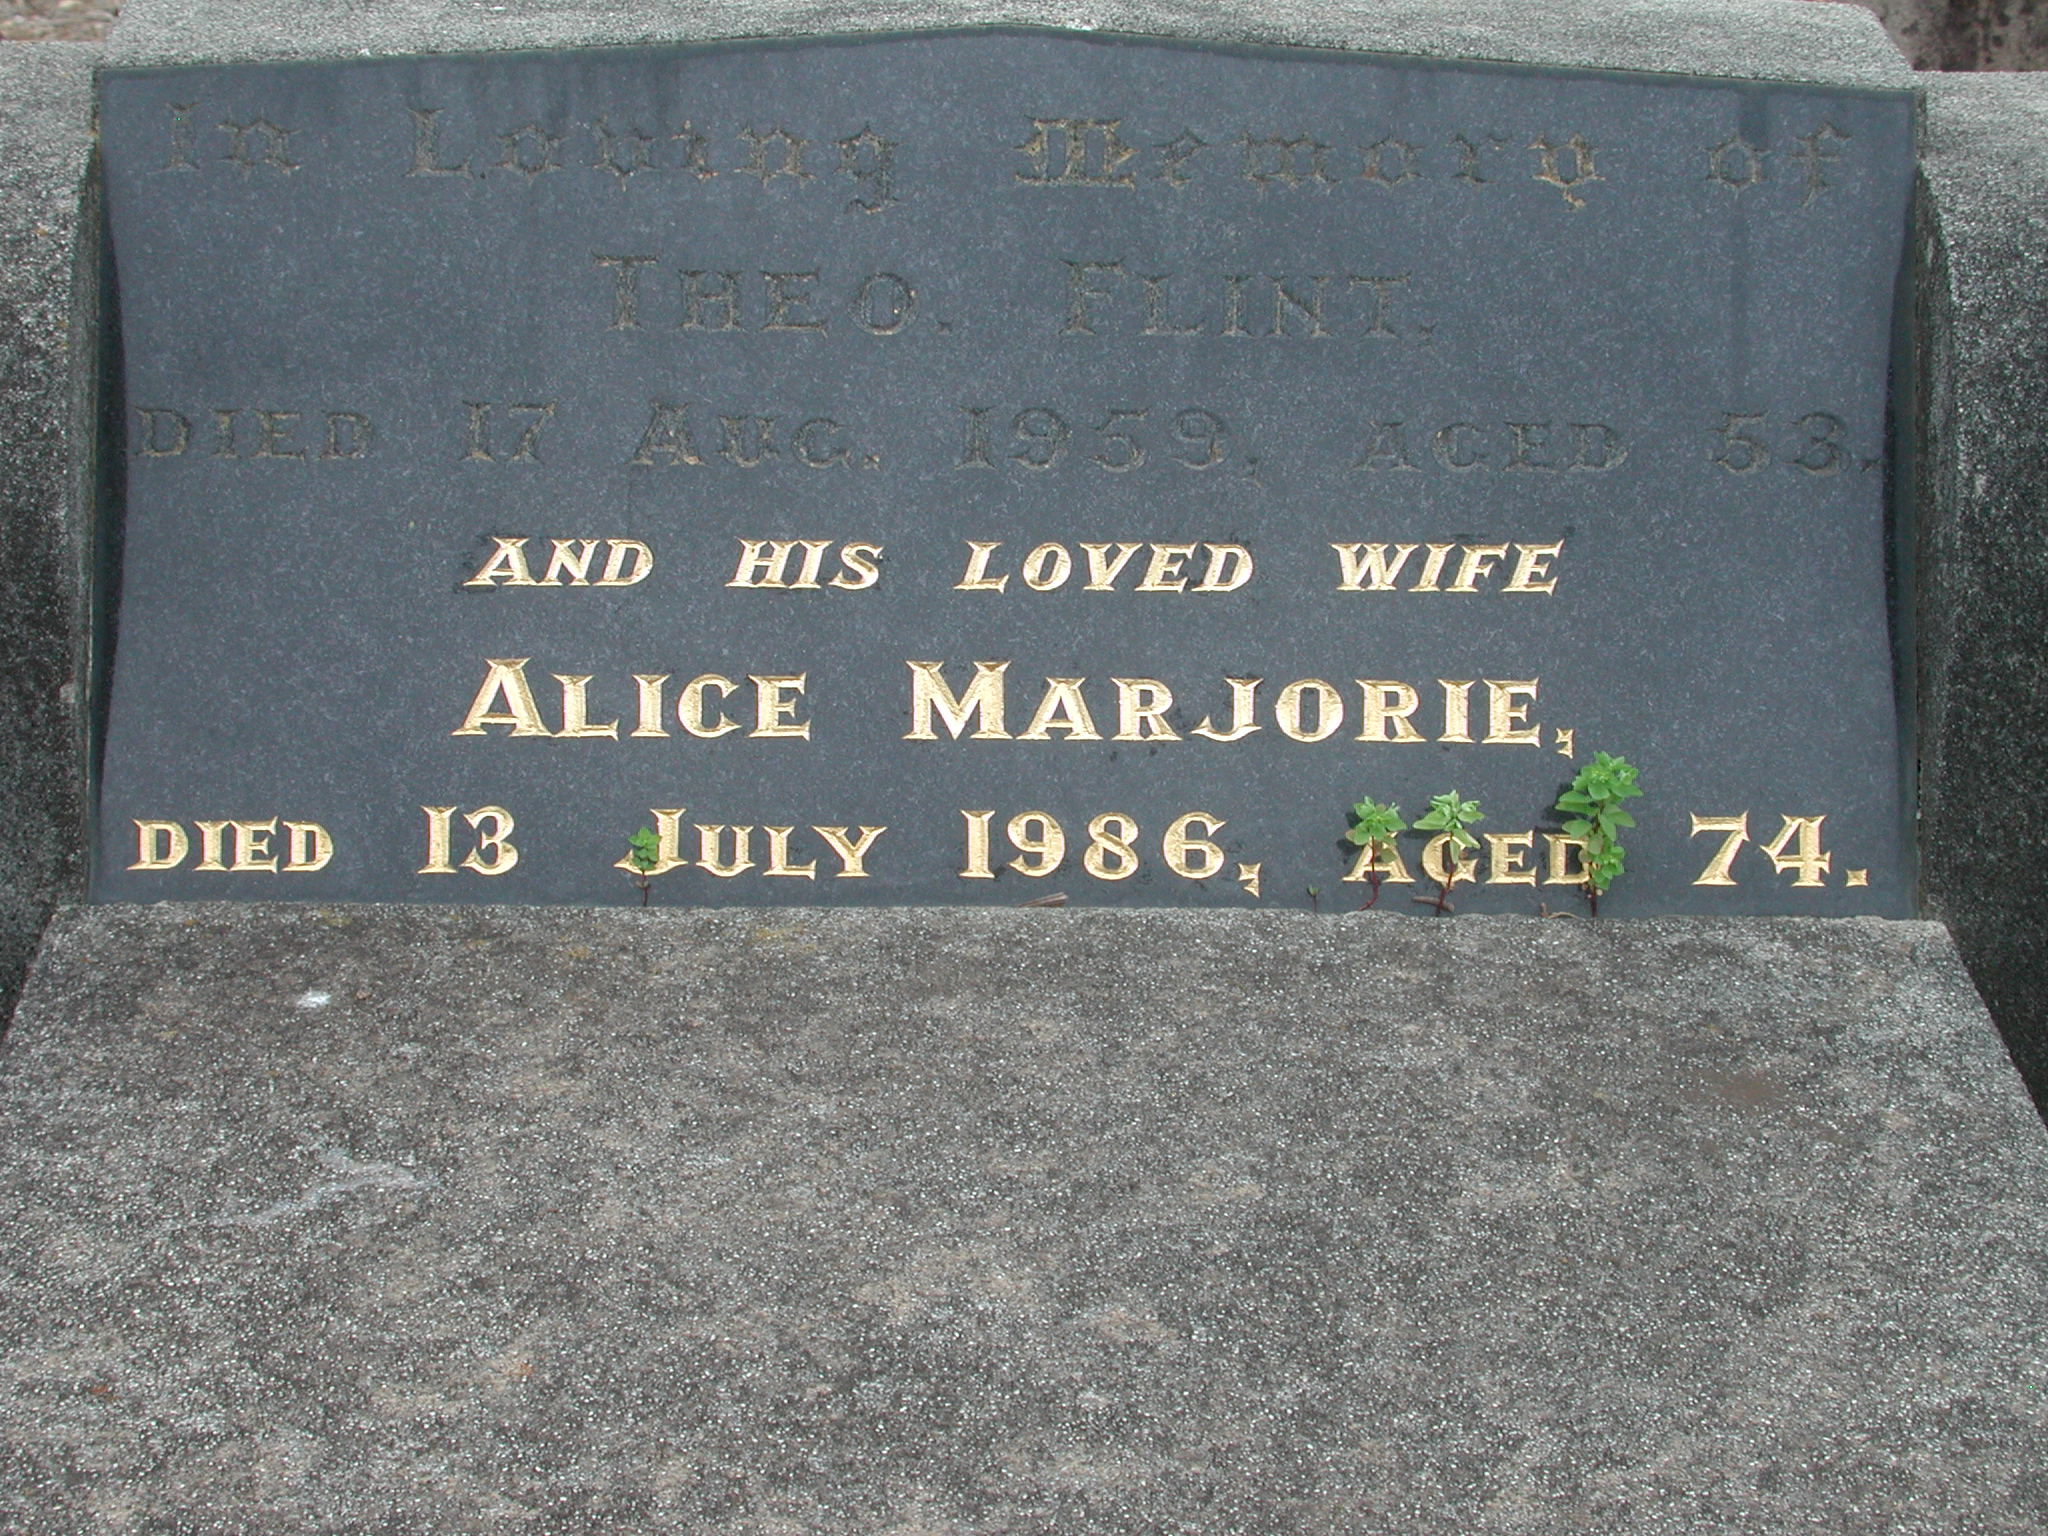 In Loving Memory of
THEO. FLINT,
DIED 17 AUG. 1959, AGED 53.
AND HIS LOVED WIFE
ALICE MARJORIE,
DIED 13 JULY 1986, AGED 74.